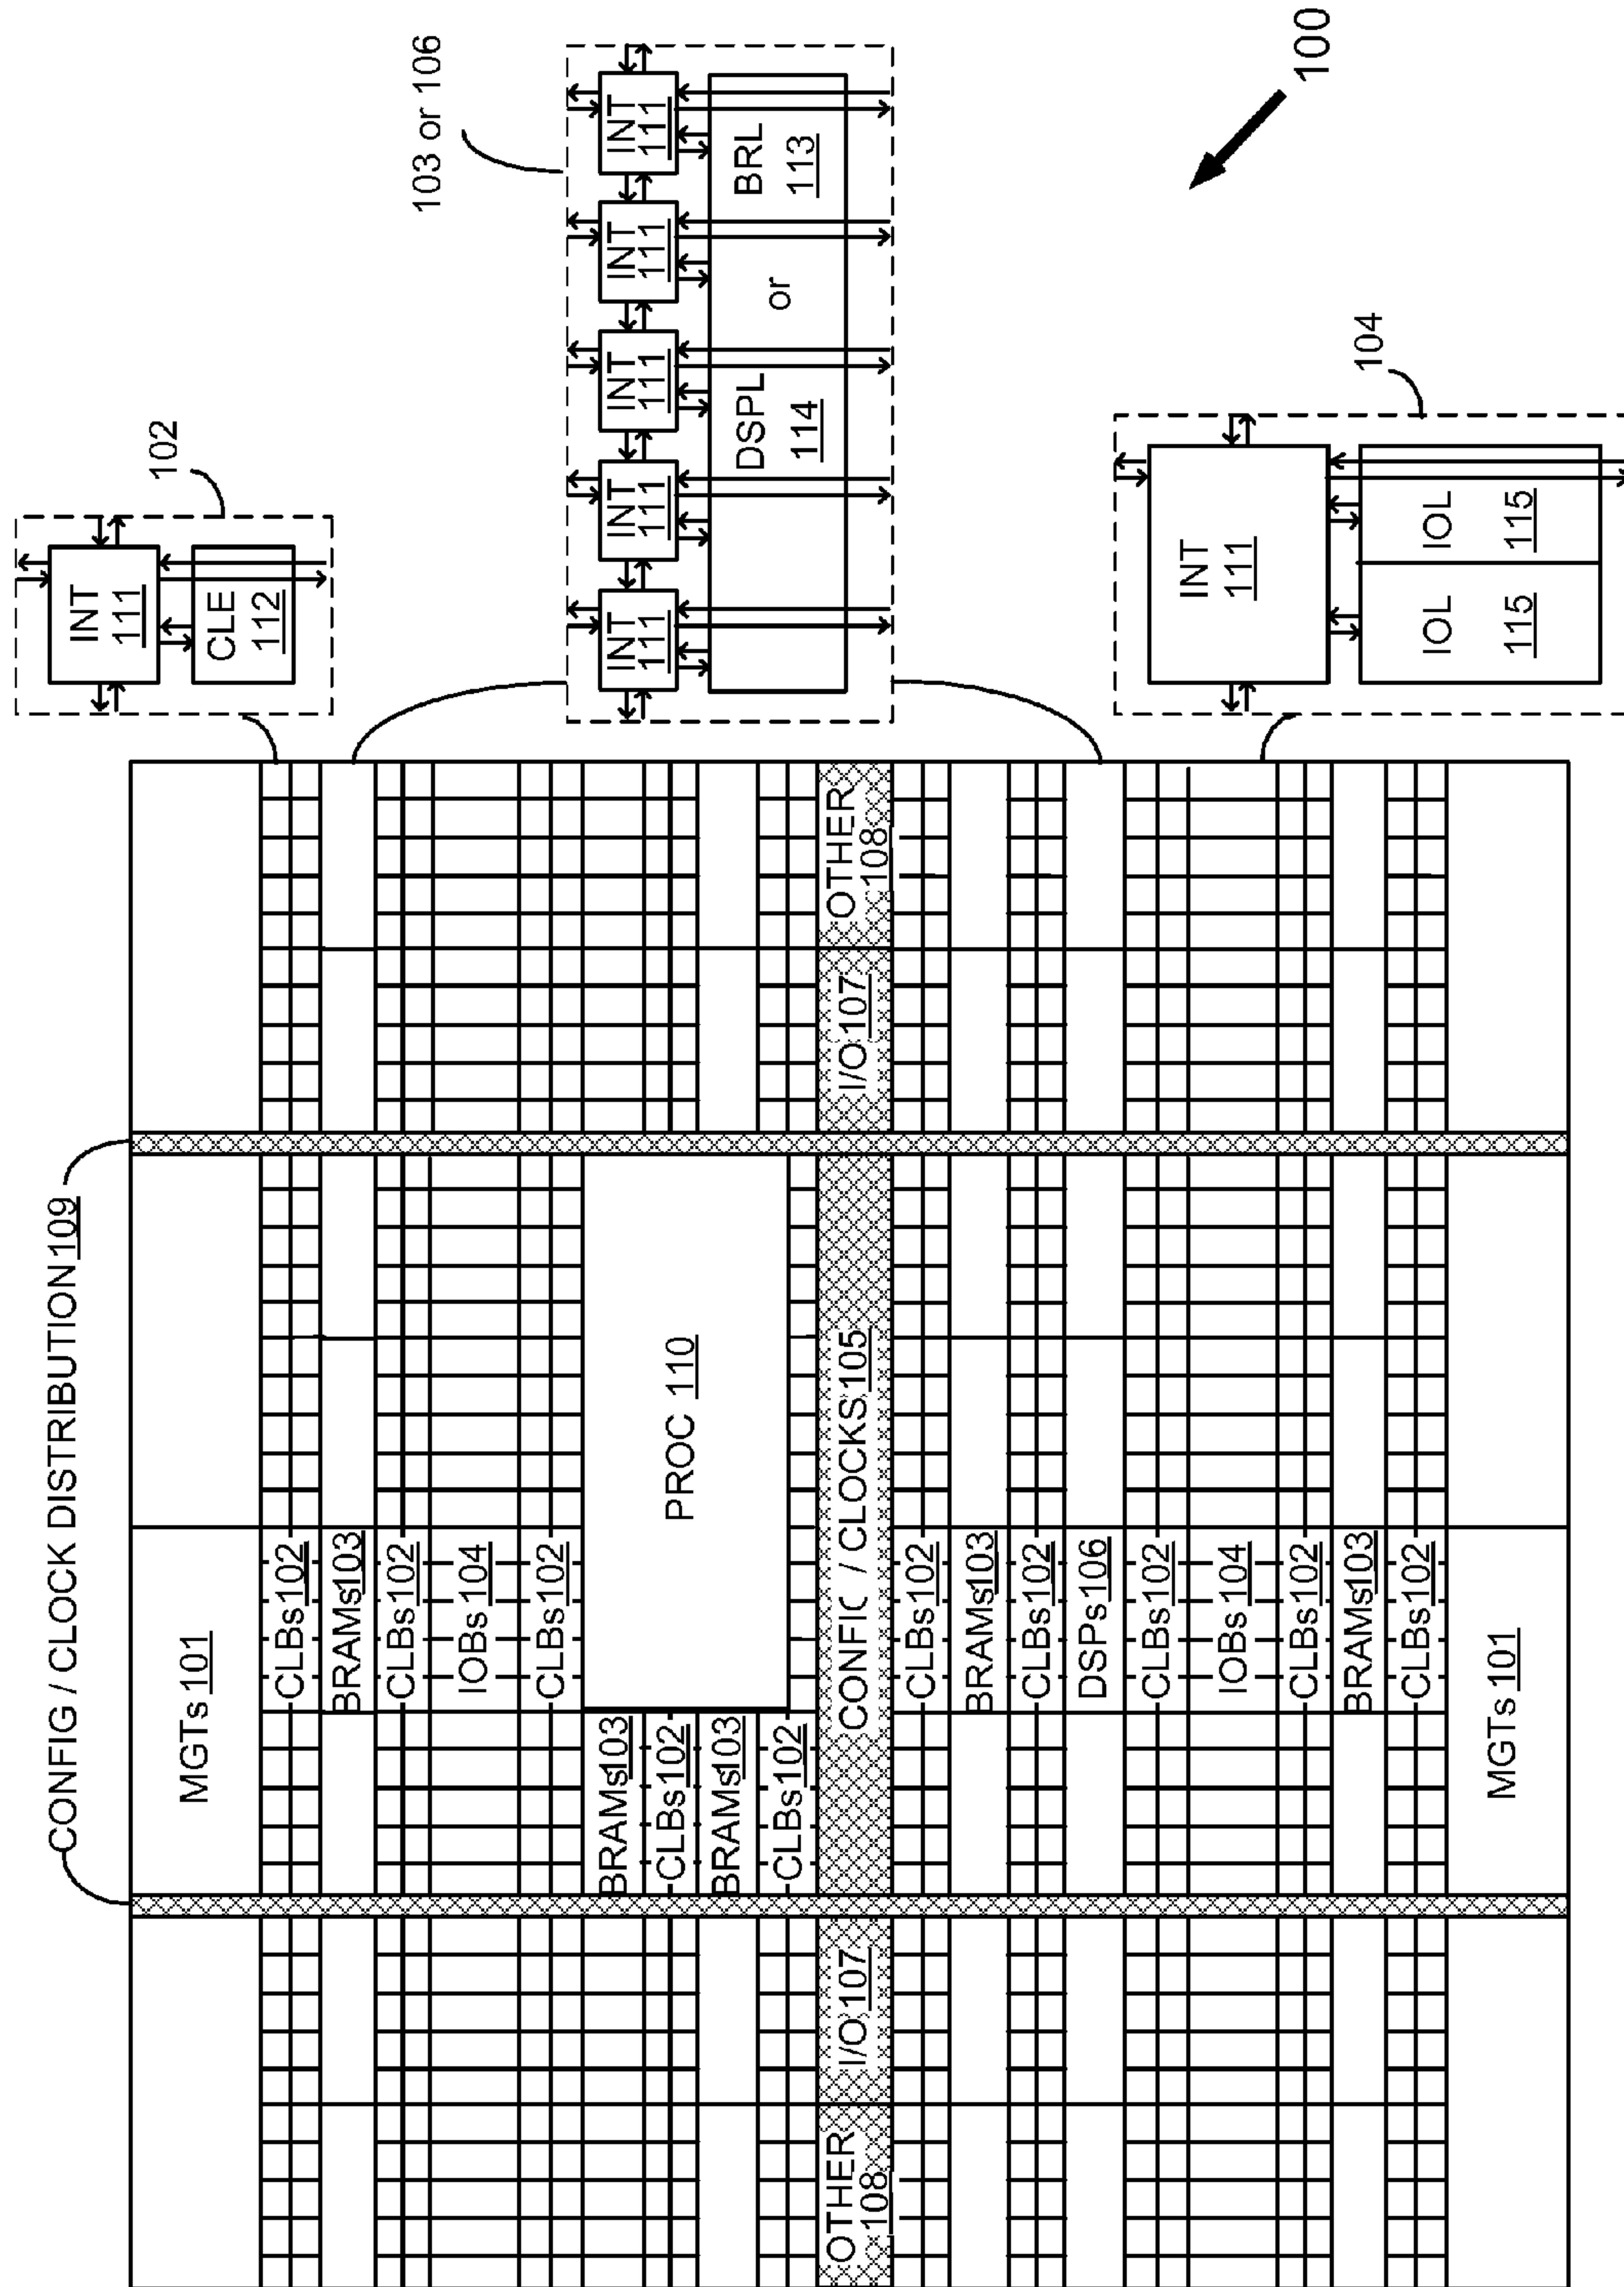 CONFIG / CLOCK DISTRIBUTION 109
MGTs 101
CLBs 102
BRAMs 103
CLBs 102
IOBs 104
CLBs 102
BRAMs 103
CLBs 102
BRAMs 103
CLBs 102
PROC 110
OTHER
108
I/O 107
CONFIG / CLOCKS 105
I/O 107
OTHER
108
CLBs 102
BRAMs 103
CLBs 102
DSPs 106
CLBs 102
IOBs 104
CLBs 102
BRAMs 103
CLBs 102
MGTs 101
102
INT
111
CLE
112
103 or 106
INT
111
INT
111
INT
111
INT
111
INT
111
DSPL
114
or
BRL
113
104
INT
111
IOL
115
IOL
115
100